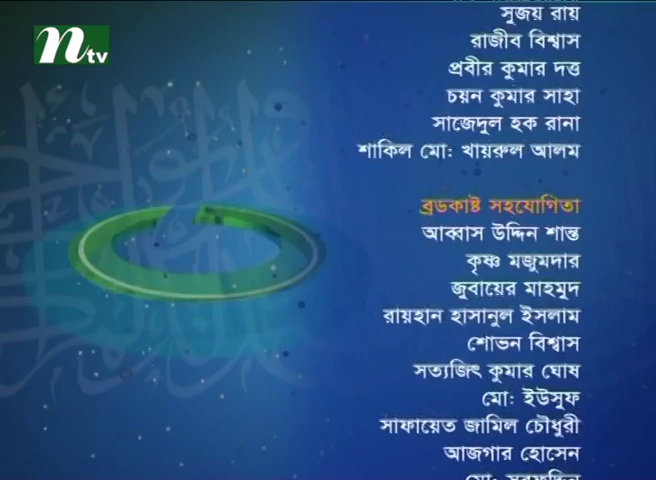 ntv
সুজয় রায়
রাজীব বিশ্বাস
প্রবীর কুমার দত্ত
চয়ন কুমার সাহা
সাজেদুল হক রানা
শাকিল মো: খায়রুল আলম
ব্রডকাষ্ট সহযোগিতা
আব্বাস উদ্দিন শান্ত
কৃষ্ণ মজুমদার
জুবায়ের মাহমুদ
রায়হান হাসানুল ইসলাম
শোভন বিশ্বাস
সত্যজিৎ কুমার ঘোষ
মো: ইউসুফ
সাফায়েত জামিল চৌধুরী
আজগার হোসেন
মো: